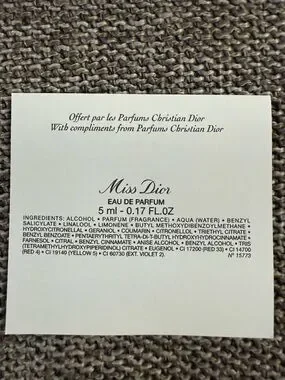 Offert par les Parfums Christian Dior
With compliments from Parfums Christian Dior
Miss Dior
EAU DE PARFUM
5 ml - 0.17 FL.OZ
INGREDIENTS: ALCOHOL • PARFUM (FRAGRANCE) • AQUA (WATER) • BENZYL
SALICYLATE • LINALOOL • LIMONENE • BUTYL METHOXYDIBENZOYLMETHANE •
HYDROXYCITRONELLAL • GERANIOL • COUMARIN • CITRONELLOL • TRIETHYL CITRATE •
BENZYL BENZOATE • PENTAERYTHRITYL TETRA-DI-T-BUTYL HYDROXYHYDROCINNAMATE •
FARNESOL • CITRAL • BENZYL CINNAMATE • ANISE ALCOHOL • BENZYL ALCOHOL • TRIS
(TETRAMETHYLHYDROXYPIPERIDINOL) CITRATE • EUGENOL • CI 17200 (RED 33) • CI 14700
(RED 4) • CI 19140 (YELLOW 5) • CI 60730 (EXT. VIOLET 2).
N° 15773